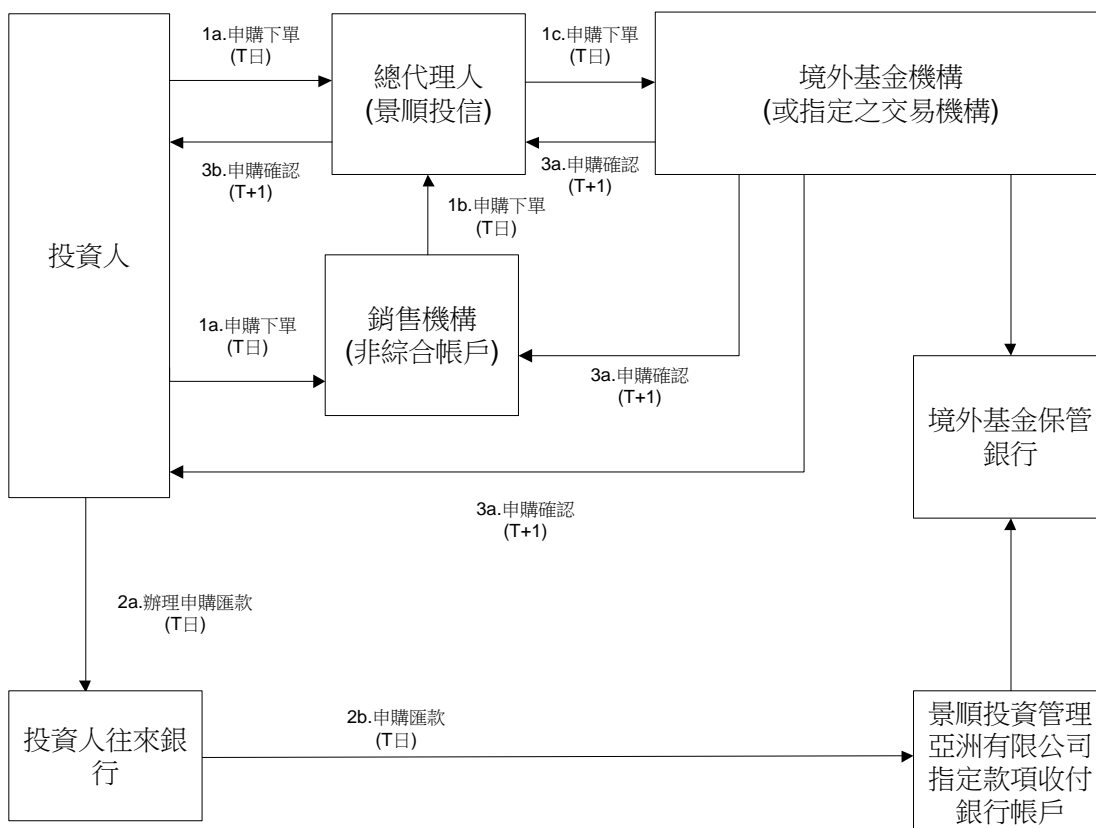 1a.申購下單
(T日)
1c.申購下單
(T日)
總代理人
(景順投信)
境外基金機構
(或指定之交易機構)
3b.申購確認
(T+1)
3a.申購確認
(T+1)
1b.申購下單
(T日)
投資人
銷售機構
(非綜合帳戶)
1a.申購下單
(T日)
3a.申購確認
(T+1)
境外基金保管
銀行
3a.申購確認
(T+1)
2a.辦理申購匯款
(T日)
投資人往來銀
行
2b.申購匯款
(T日)
景順投資管理
亞洲有限公司
指定款項收付
銀行帳戶